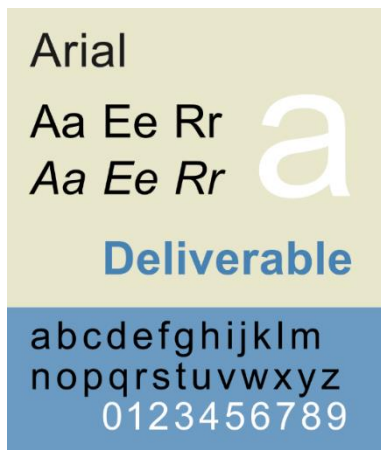 Arial
Aa Ee Rr
Aa Ee Rr
a
Deliverable
abcdefghijklm
nopqrstuvwxyz
0123456789